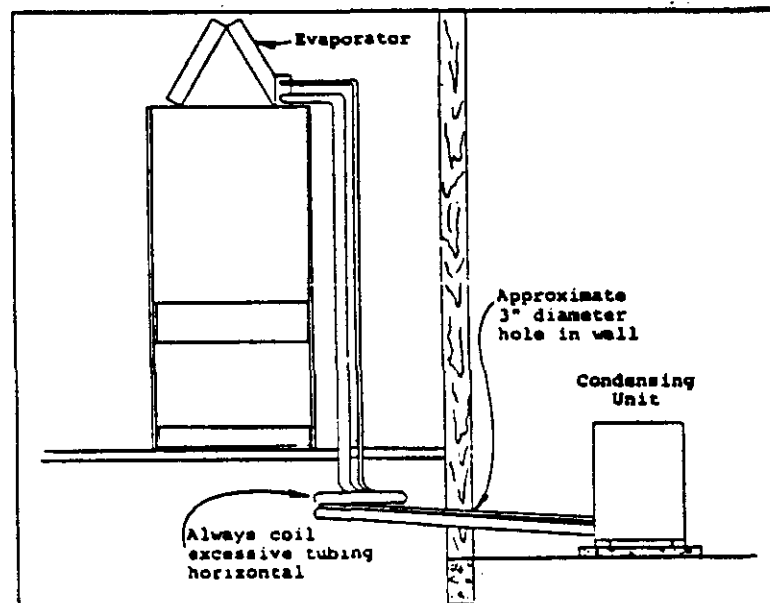 Evaporator
Approximate
3" diameter
hole in wall
Condensing
Unit
Always coil
excessive tubing
horizontal